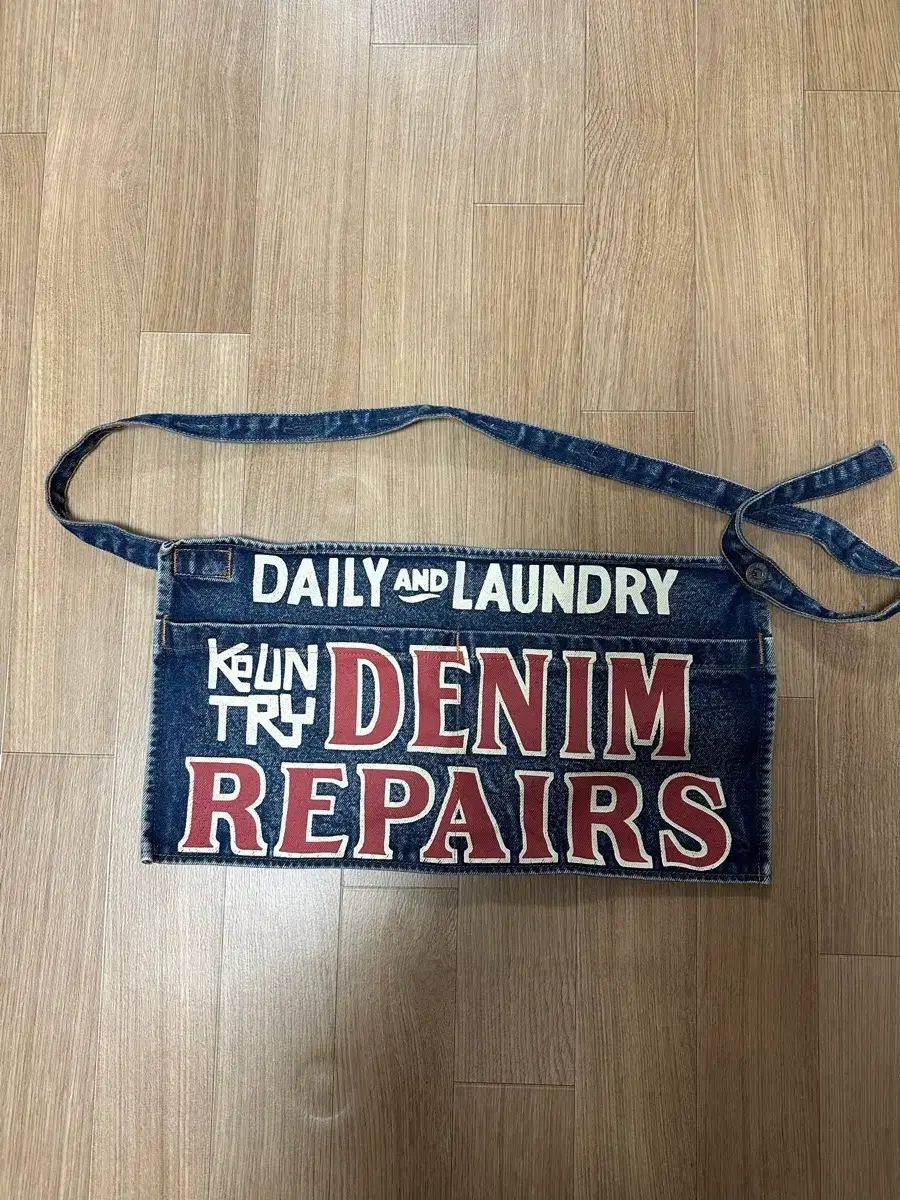 DAILY AND LAUNDRY
KeUN
TRY
DENIM
REPAIRS